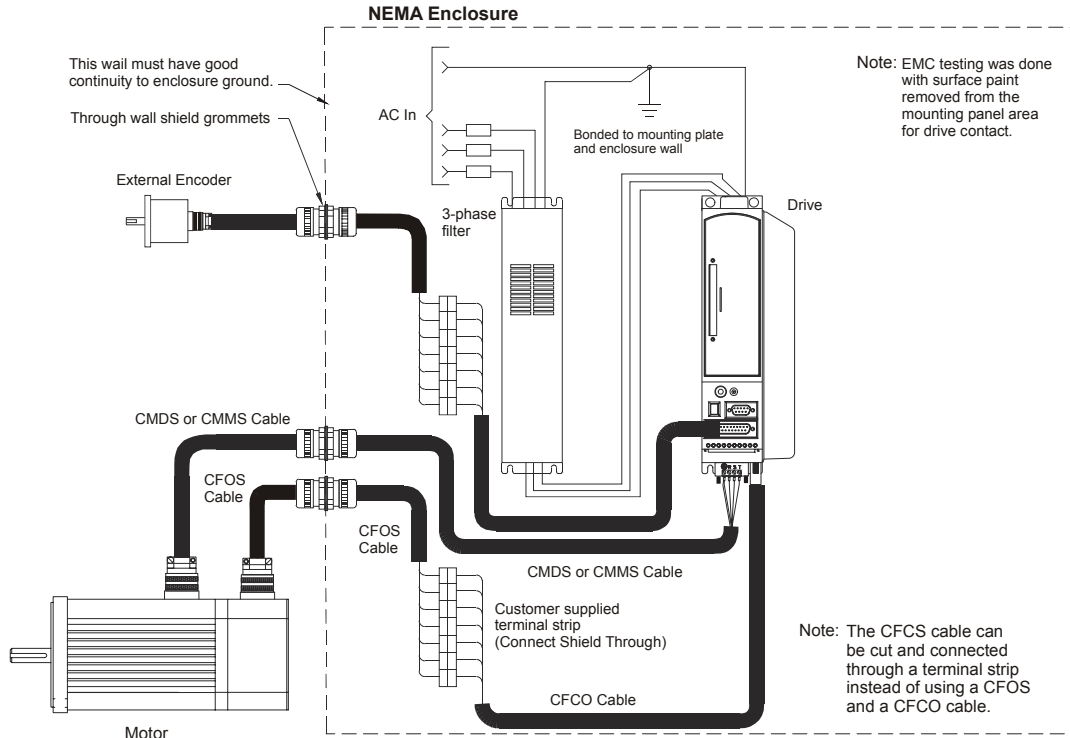 NEMA Enclosure
This wail must have good
continuity to enclosure ground.
Through wall shield grommets
External Encoder
AC In
Bonded to mounting plate
and enclosure wall
Note: EMC testing was done
with surface paint
removed from the
mounting panel area
for drive contact.
3-phase
filter
Drive
CMDS or CMMS Cable
CFOS
Cable
CFOS
Cable
CMDS or CMMS Cable
Customer supplied
terminal strip
(Connect Shield Through)
CFCO Cable
Note: The CFCS cable can
be cut and connected
through a terminal strip
instead of using a CFOS
and a CFCO cable.
Motor